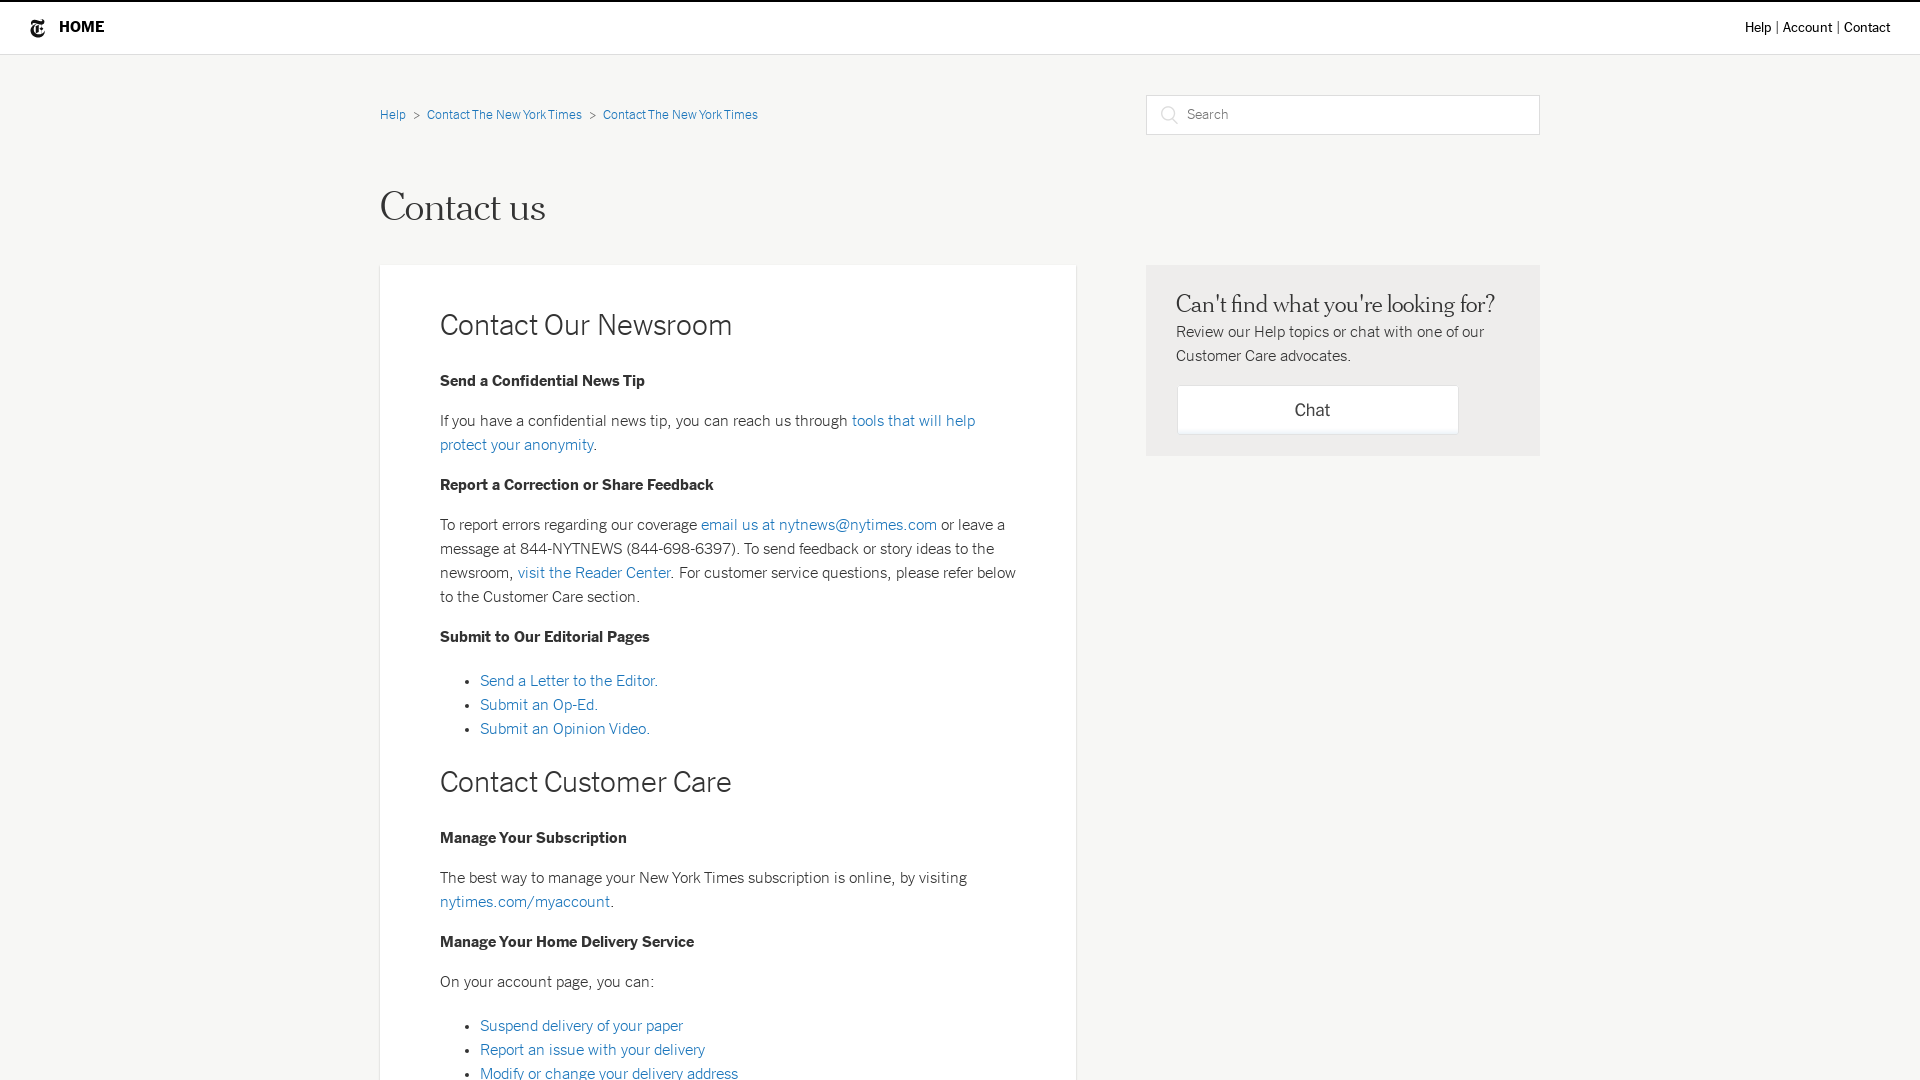 HOME
Help | Account | Contact
Help > Contact The New York Times > Contact The New York Times
Search
Contact us
Contact Our Newsroom
Send a Confidential News Tip
If you have a confidential news tip, you can reach us through tools that will help
protect your anonymity.
Report a Correction or Share Feedback
To report errors regarding our coverage email us at nytnews@nytimes.com or leave a
message at 844-NYTNEWS (844-698-6397). To send feedback or story ideas to the
newsroom, visit the Reader Center. For customer service questions, please refer below
to the Customer Care section.
Submit to Our Editorial Pages
• Send a Letter to the Editor.
• Submit an Op-Ed.
• Submit an Opinion Video.
Contact Customer Care
Manage Your Subscription
The best way to manage your New York Times subscription is online, by visiting
nytimes.com/myaccount.
Manage Your Home Delivery Service
On your account page, you can:
• Suspend delivery of your paper
• Report an issue with your delivery
• Modify or change your delivery address
Can't find what you're looking for?
Review our Help topics or chat with one of our
Customer Care advocates.
Chat